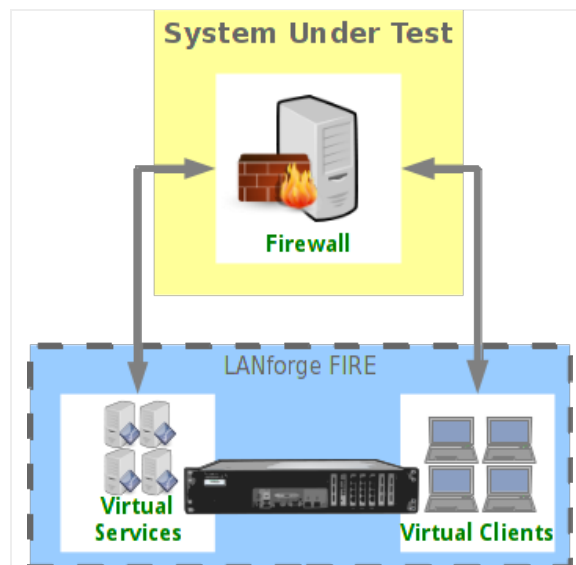 System Under Test
Firewall
LANforge FIRE
Virtual
Services
Virtual Clients